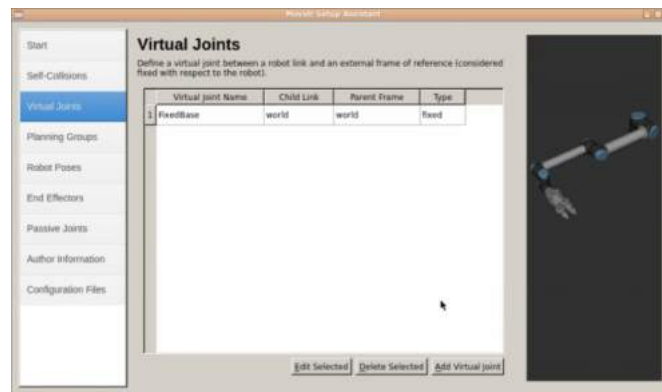 MoveIt Setup Assistant
Start
Self-Collisions
Virtual Joints
Planning Groups
Robot Poses
End Effectors
Passive Joints
Author Information
Configuration Files
Virtual Joints
Define a virtual joint between a robot link and an external frame of reference (considered
fixed with respect to the robot).
Virtual Joint Name Child Link Parent Frame Type
1 FixedBase world world fixed
Edit Selected Delete Selected Add Virtual Joint